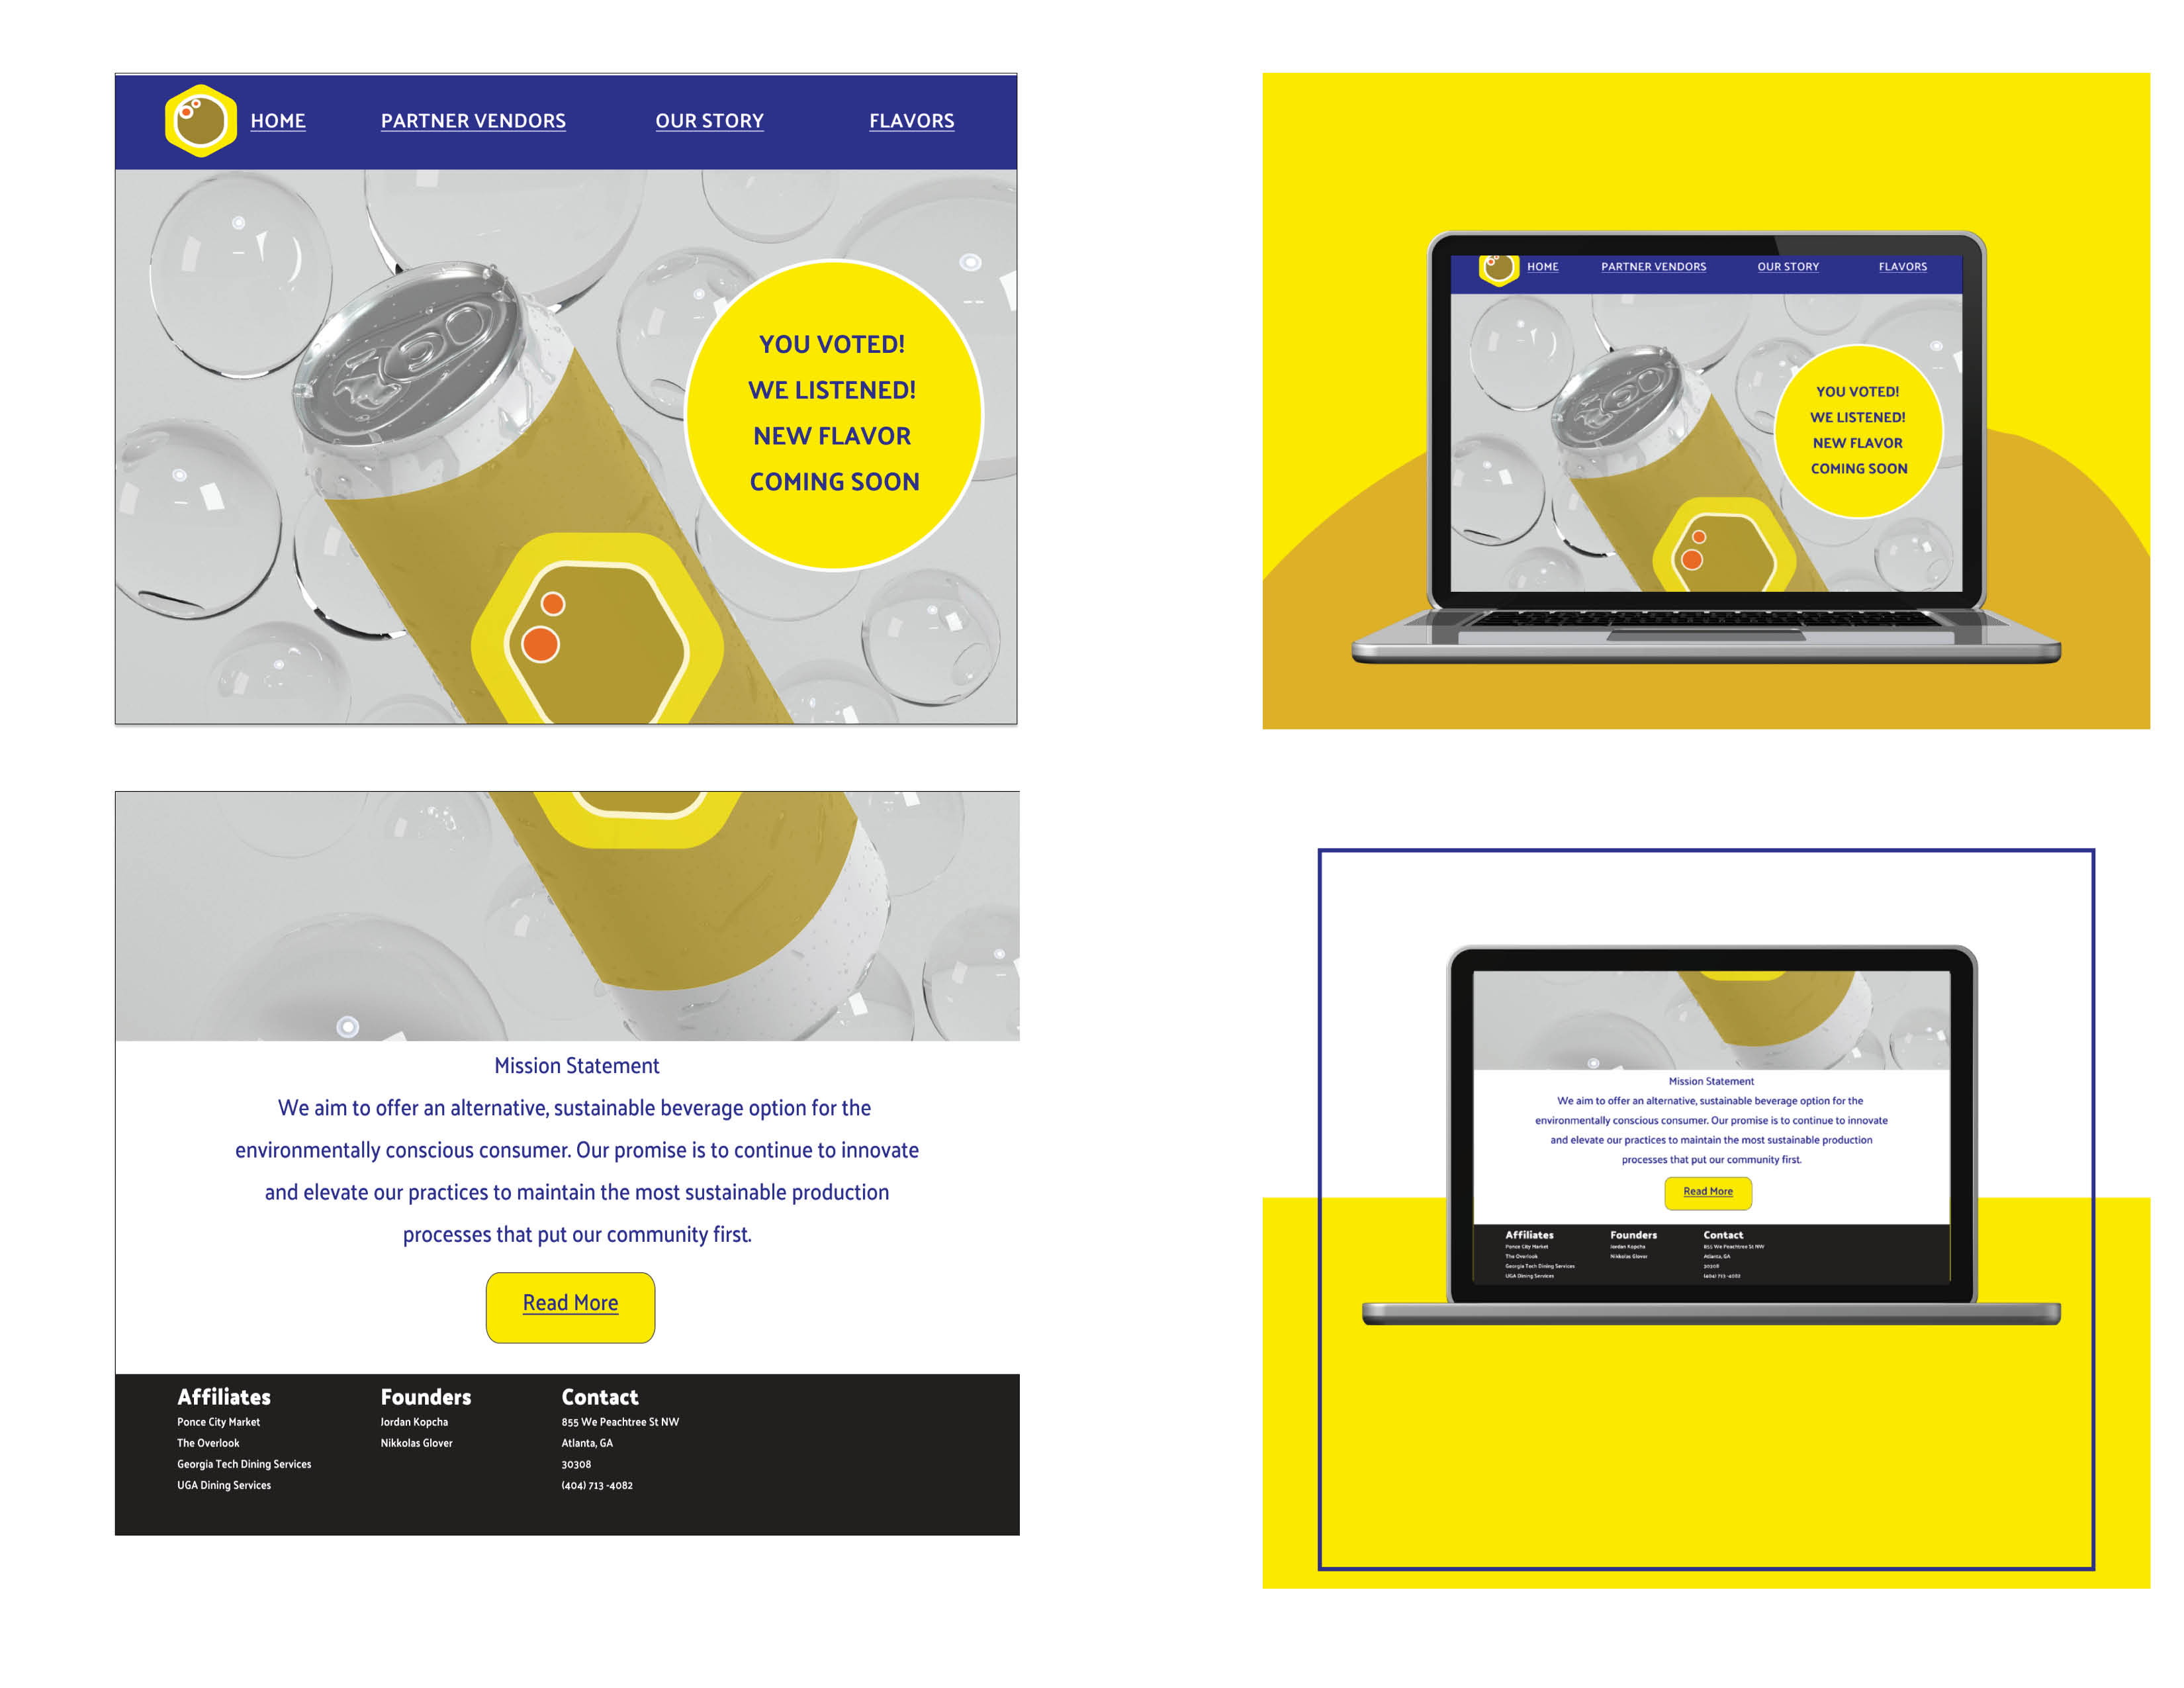 HOME PARTNER VENDORS OUR STORY FLAVORS
YOU VOTED!
WE LISTENED!
NEW FLAVOR
COMING SOON
HOME PARTNER VENDORS OUR STORY FLAVORS
YOU VOTED!
WE LISTENED!
NEW FLAVOR
COMING SOON
Mission Statement
We aim to offer an alternative, sustainable beverage option for the
environmentally conscious consumer. Our promise is to continue to innovate
and elevate our practices to maintain the most sustainable production
processes that put our community first.
Read More
Affiliates Founders Contact
Ponce City Market Jordan Kopcha 855 We Peachtree St NW
The Overlook Nikkolas Glover Atlanta, GA
Georgia Tech Dining Services 30308
UGA Dining Services (404) 713 -4082
Mission Statement
We aim to offer an alternative, sustainable beverage option for the
environmentally conscious consumer. Our promise is to continue to innovate
and elevate our practices to maintain the most sustainable production
processes that put our community first.
Read More
Affiliates Founders Contact
Ponce City Market Jordan Kopcha 855 We Peachtree St NW
The Overlook Nikkolas Glover Atlanta, GA
Georgia Tech Dining Services 30308
UGA Dining Services (404) 713 -4082